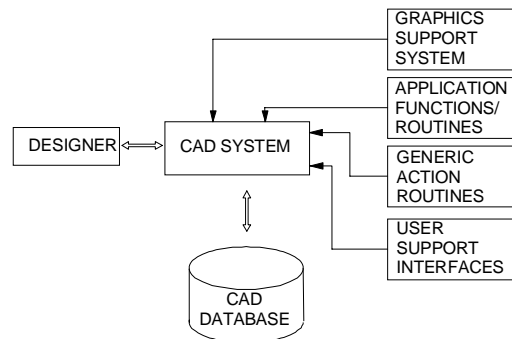 GRAPHICS
SUPPORT
SYSTEM
APPLICATION
FUNCTIONS/
ROUTINES
DESIGNER
CAD SYSTEM
GENERIC
ACTION
ROUTINES
USER
SUPPORT
INTERFACES
CAD
DATABASE